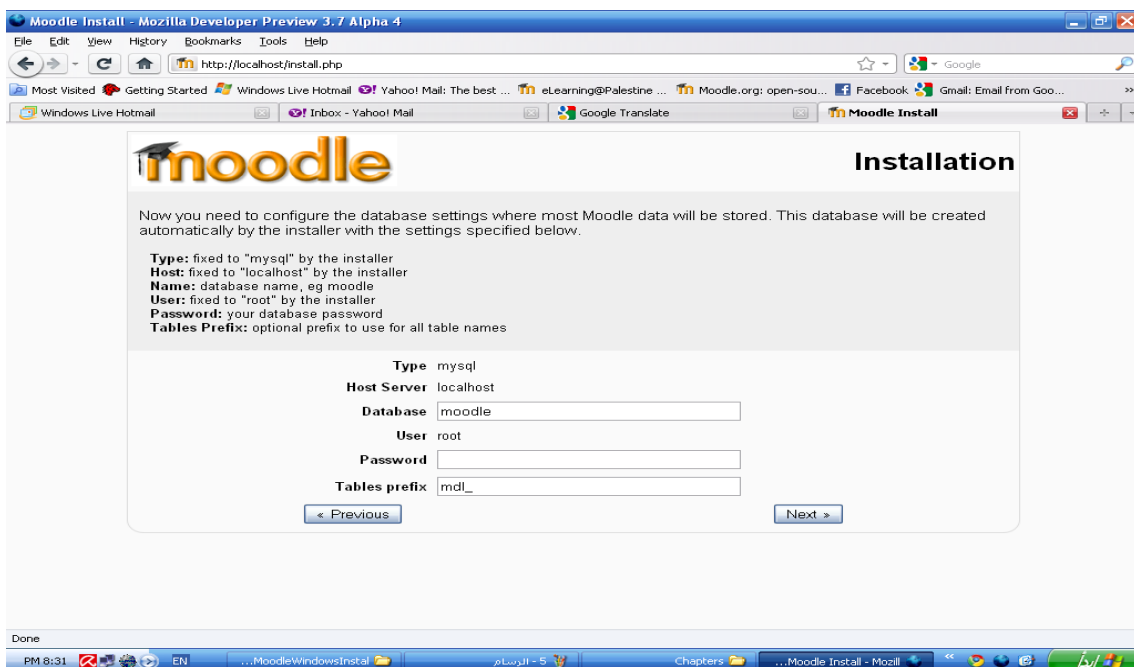 Moodle Install - Mozilla Developer Preview 3.7 Alpha 4
File Edit View History Bookmarks Tools Help
http://localhost/install.php
Google
Most Visited Getting Started Windows Live Hotmail Yahoo! Mail: The best ... eLearning@Palestine ... Moodle.org: open-sou... Facebook Gmail: Email from Goo... »
Windows Live Hotmail Inbox - Yahoo! Mail Google Translate Moodle Install
moodle Installation
Now you need to configure the database settings where most Moodle data will be stored. This database will be created
automatically by the installer with the settings specified below.
Type: fixed to "mysql" by the installer
Host: fixed to "localhost" by the installer
Name: database name, eg moodle
User: fixed to "root" by the installer
Password: your database password
Tables Prefix: optional prefix to use for all table names
Type mysql
Host Server localhost
Database moodle
User root
Password
Tables prefix mdl_
« Previous Next »
Done
PM 8:31 EN ...MoodleWindowsInstal 5 - الرسام Chapters ...Moodle Install - Mozill « ابدأ